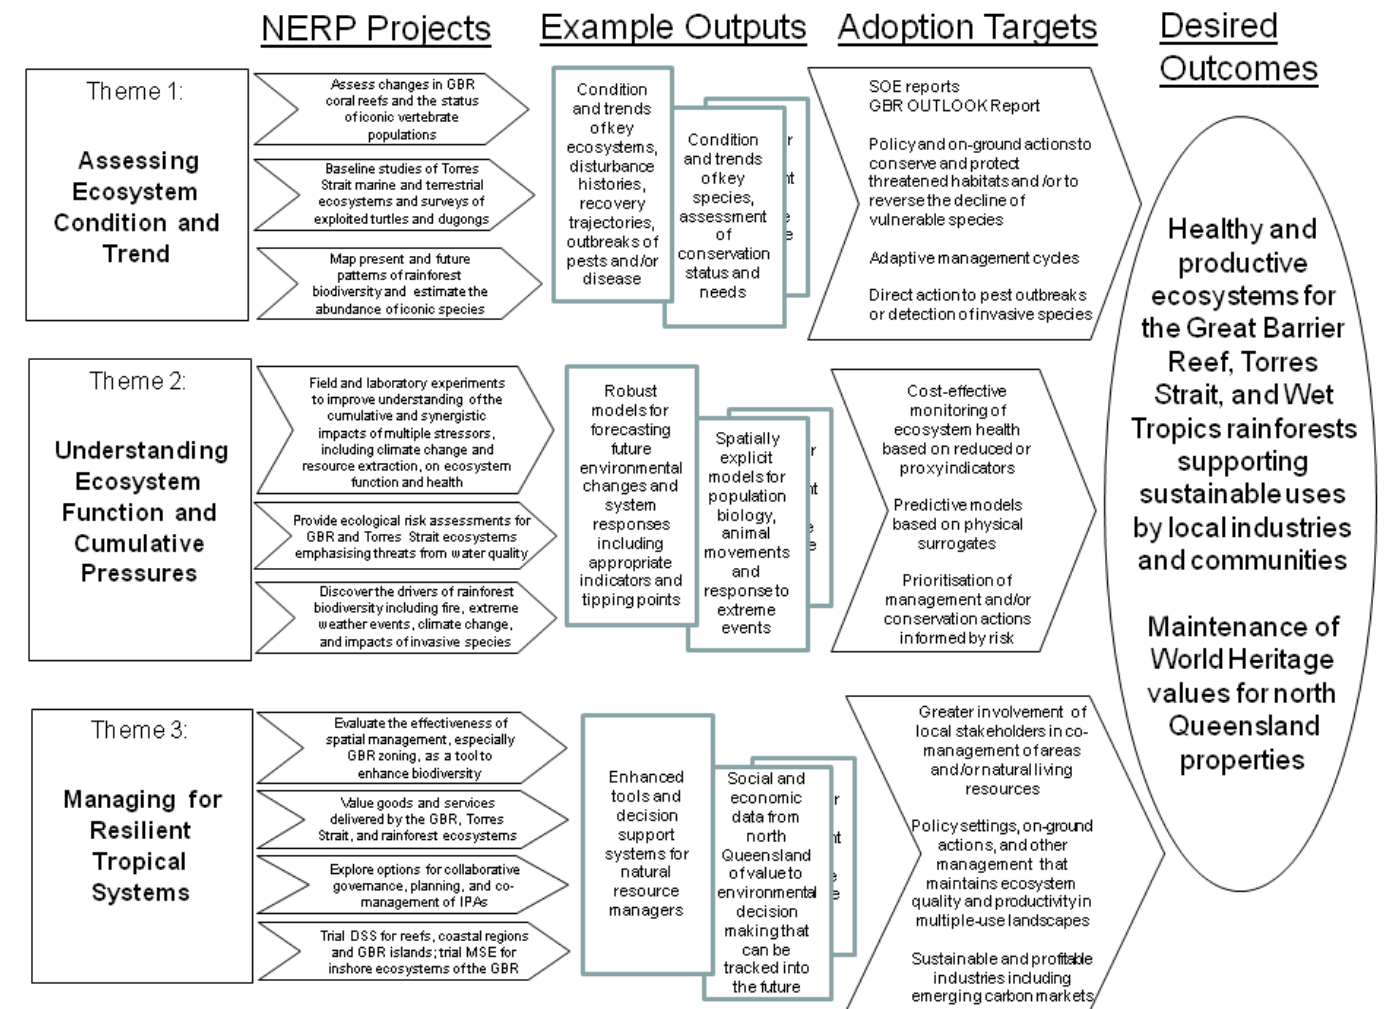 NERP Projects
Example Outputs
Adoption Targets
Desired
Outcomes
Theme 1:
Assessing
Ecosystem
Condition and
Trend
Assess changes in GBR
coral reefs and the status
of iconic vertebrate
populations
Baseline studies of Torres
Strait marine and terrestrial
ecosystems and surveys of
exploited turtles and dugongs
Map present and future
patterns of rainforest
biodiversity and estimate the
abundance of iconic species
Condition
and trends
of key
ecosystems,
disturbance
histories,
recovery
trajectories,
outbreaks of
pests and/or
disease
Condition
and trends
of key
species,
assessment
of
conservation
status and
needs
SOE reports
GBR OUTLOOK Report
Policy and on-ground actions to
conserve and protect
threatened habitats and /or to
reverse the decline of
vulnerable species
Adaptive management cycles
Direct action to pest outbreaks
or detection of invasive species
Theme 2:
Understanding
Ecosystem
Function and
Cumulative
Pressures
Field and laboratory experiments
to improve understanding of the
cumulative and synergistic
impacts of multiple stressors,
including climate change and
resource extraction, on ecosystem
function and health
Provide ecological risk assessments for
GBR and Torres Strait ecosystems
emphasising threats from water quality
Discover the drivers of rainforest
biodiversity including fire, extreme
weather events, climate change,
and impacts of invasive species
Robust
models for
forecasting
future
environmental
changes and
system
responses
including
appropriate
indicators and
tipping points
Spatially
explicit
models for
population
biology,
animal
movements
and
response to
extreme
events
Cost-effective
monitoring of
ecosystem health
based on reduced or
proxy indicators
Predictive models
based on physical
surrogates
Prioritisation of
management and/or
conservation actions
informed by risk
Theme 3:
Managing for
Resilient
Tropical
Systems
Evaluate the effectiveness of
spatial management, especially
GBR zoning, as a tool to
enhance biodiversity
Value goods and services
delivered by the GBR, Torres
Strait, and rainforest ecosystems
Explore options for collaborative
governance, planning, and co-
management of IPAs
Trial DSS for reefs, coastal regions
and GBR islands; trial MSE for
inshore ecosystems of the GBR
Enhanced
tools and
decision
support
systems for
natural
resource
managers
Social and
economic
data from
north
Queensland
of value to
environmental
decision
making that
can be
tracked into
the future
Greater involvement of
local stakeholders in co-
management of areas
and/or natural living
resources
Policy settings, on-ground
actions, and other
management that
maintains ecosystem
quality and productivity in
multiple-use landscapes
Sustainable and profitable
industries including
emerging carbon markets
Healthy and
productive
ecosystems for
the Great Barrier
Reef, Torres
Strait, and Wet
Tropics rainforests
supporting
sustainable uses
by local industries
and communities
Maintenance of
World Heritage
values for north
Queensland
properties